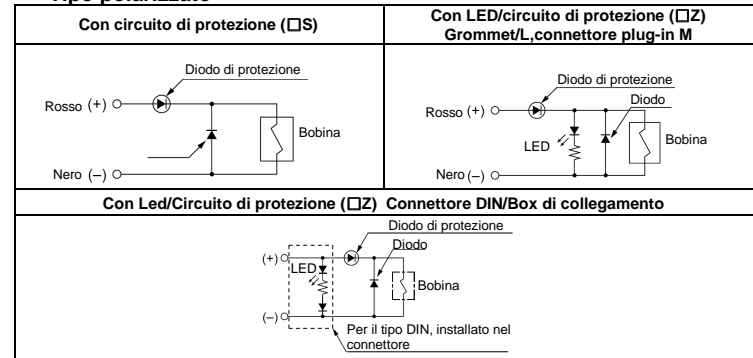 Con circuito di protezione (□S)
Con LED/circuito di protezione (□Z)
Grommet/L,connettore plug-in M
Diodo di protezione
Rosso (+)
Bobina
Nero (–)
Diodo di protezione
Diodo
Rosso (+)
LED
Bobina
Nero (–)
Con Led/Circuito di protezione (□Z) Connettore DIN/Box di collegamento
Diodo di protezione
Diodo
(+)
LED
Bobina
(–)
Per il tipo DIN, installato nel
connettore